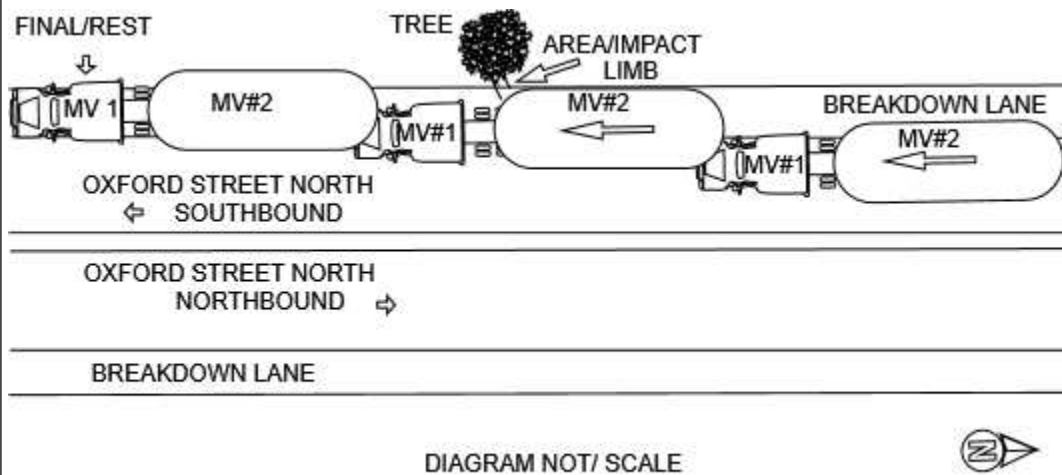 FINAL/REST
TREE
AREA/IMPACT
LIMB
MV 1
MV#2
MV#1
MV#2
BREAKDOWN LANE
MV#1
MV#2
OXFORD STREET NORTH
SOUTHBOUND
OXFORD STREET NORTH
NORTHBOUND
BREAKDOWN LANE
DIAGRAM NOT/ SCALE
N